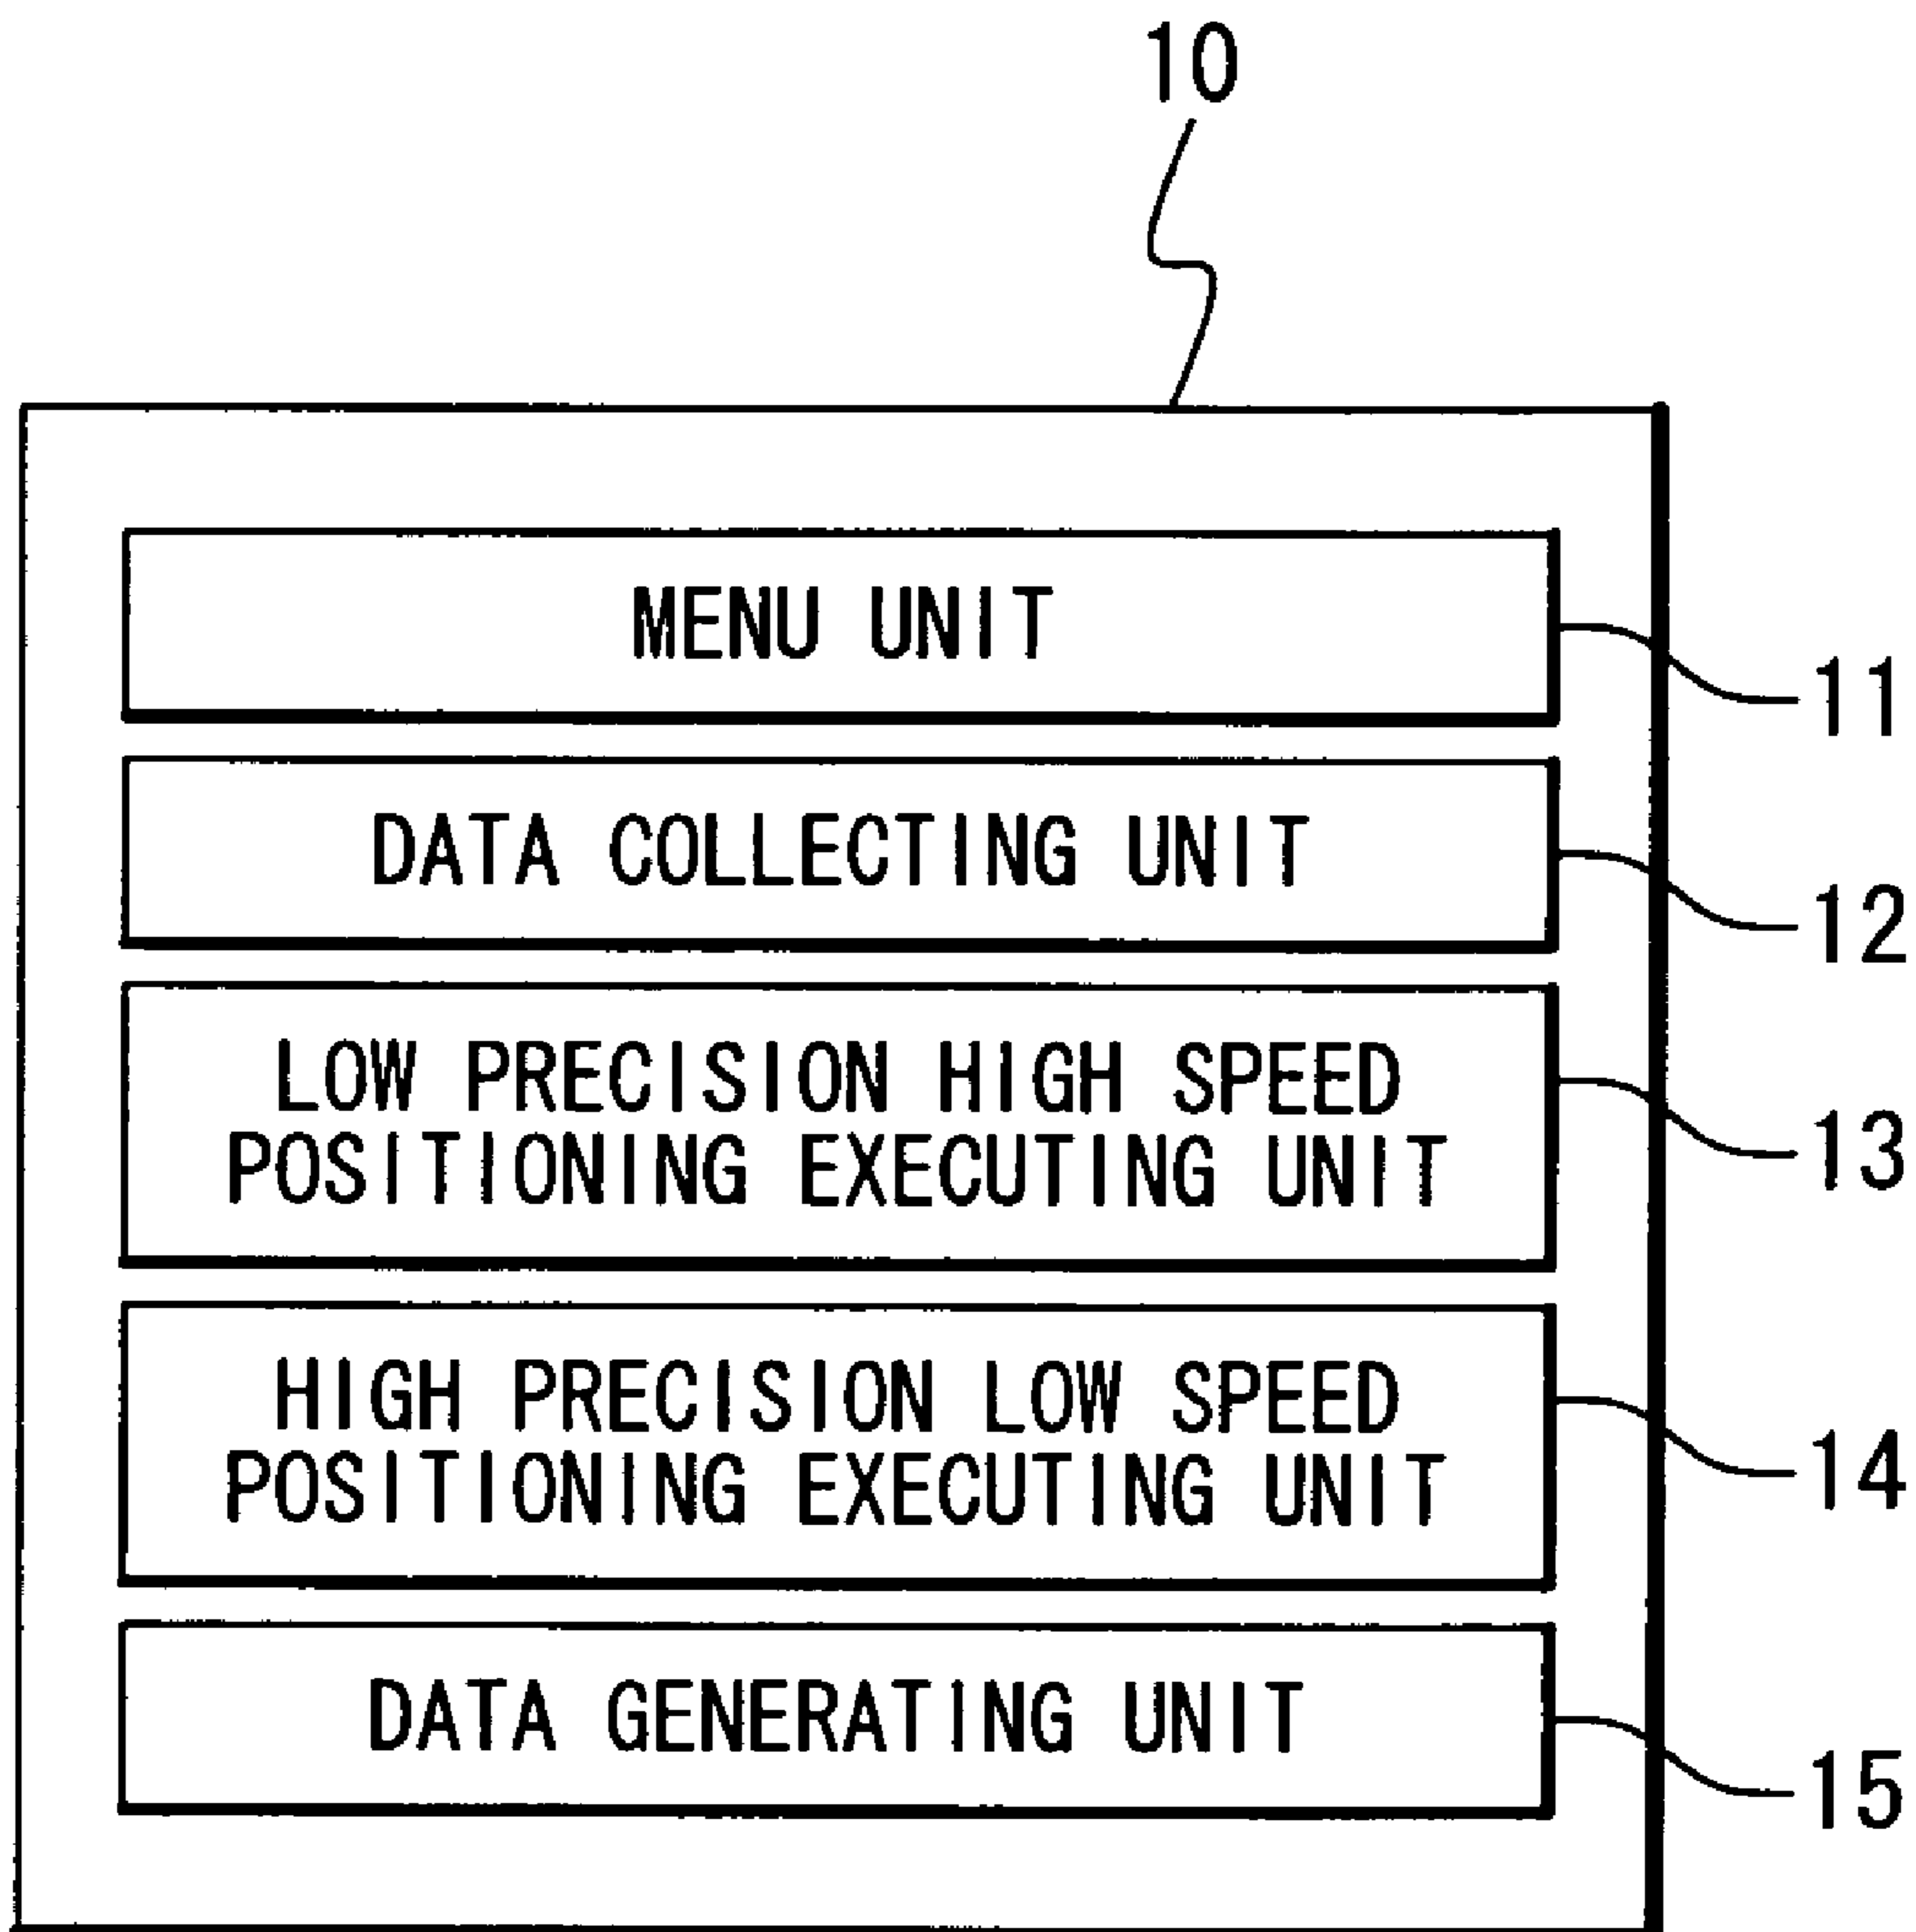 10
MENU UNIT
11
DATA COLLECTING UNIT
12
LOW PRECISION HIGH SPEED
POSITIONING EXECUTING UNIT
13
HIGH PRECISION LOW SPEED
POSITIONING EXECUTING UNIT
14
DATA GENERATING UNIT
15